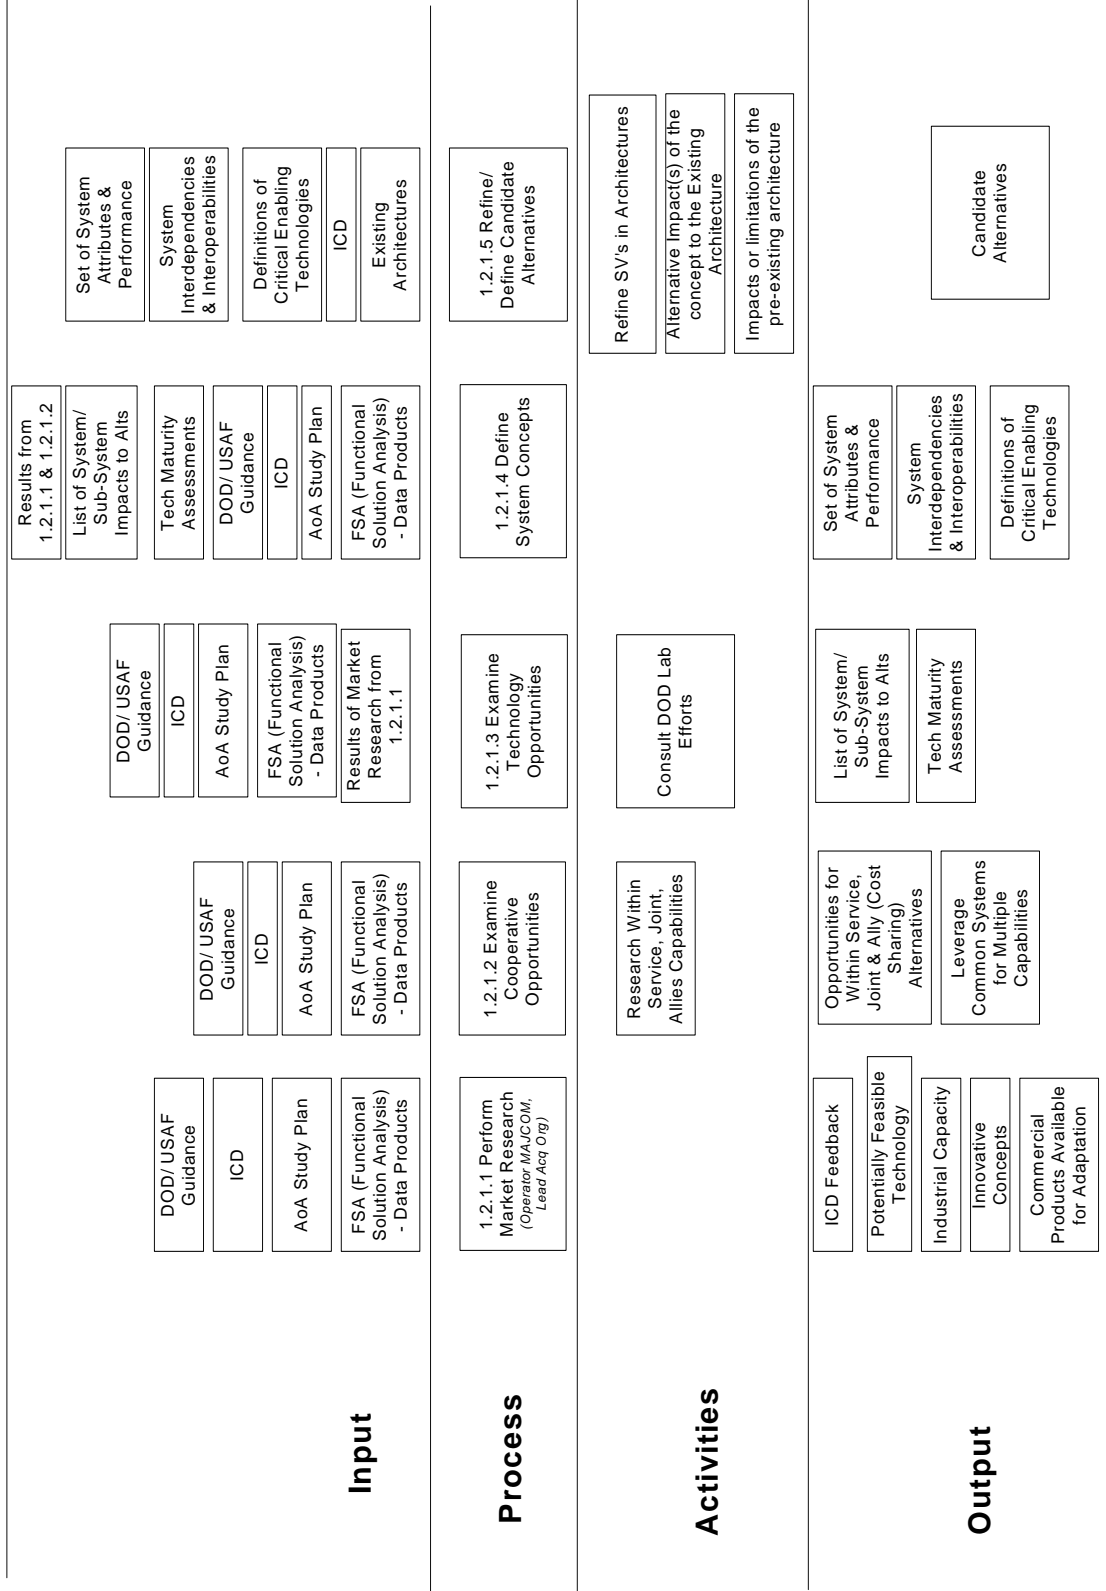 Input
DOD/ USAF
Guidance
ICD
AoA Study Plan
FSA (Functional
Solution Analysis)
- Data Products
DOD/ USAF
Guidance
ICD
AoA Study Plan
FSA (Functional
Solution Analysis)
- Data Products
DOD/ USAF
Guidance
ICD
AoA Study Plan
FSA (Functional
Solution Analysis)
- Data Products
Results of Market
Research from
1.2.1.1
Results from
1.2.1.1 & 1.2.1.2
List of System/
Sub-System
Impacts to Alts
Tech Maturity
Assessments
DOD/ USAF
Guidance
ICD
AoA Study Plan
FSA (Functional
Solution Analysis)
- Data Products
Set of System
Attributes &
Performance
System
Interdependencies
& Interoperabilities
Definitions of
Critical Enabling
Technologies
ICD
Existing
Architectures
Process
1.2.1.1 Perform
Market Research
(Operator MAJCOM,
Lead Acq Org)
1.2.1.2 Examine
Cooperative
Opportunities
1.2.1.3 Examine
Technology
Opportunities
1.2.1.4 Define
System Concepts
1.2.1.5 Refine/
Define Candidate
Alternatives
Activities
Research Within
Service, Joint,
Allies Capabilities
Consult DOD Lab
Efforts
Refine SV's in Architectures
Alternative Impact(s) of the
concept to the Existing
Architecture
Impacts or limitations of the
pre-existing architecture
Output
ICD Feedback
Potentially Feasible
Technology
Industrial Capacity
Innovative
Concepts
Commercial
Products Available
for Adaptation
Opportunities for
Within Service,
Joint & Ally (Cost
Sharing)
Alternatives
Leverage
Common Systems
for Multiple
Capabilities
List of System/
Sub-System
Impacts to Alts
Tech Maturity
Assessments
Set of System
Attributes &
Performance
System
Interdependencies
& Interoperabilities
Definitions of
Critical Enabling
Technologies
Candidate
Alternatives